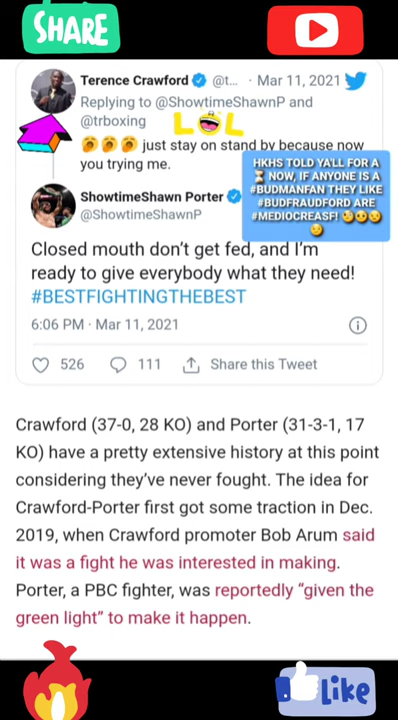 SHARE
Terence Crawford @t... · Mar 11, 2021
Replying to @ShowtimeShawnP and
@trboxing
LOL
just stay on stand by because now
you trying me.
HKHS TOLD YA'LL FOR A
⏳ NOW, IF ANYONE IS A
#BUDMANFAN THEY LIKE
#BUDFRAUDFORD ARE
#MEDIOCREASF!
ShowtimeShawn Porter
@ShowtimeShawnP
Closed mouth don't get fed, and I'm
ready to give everybody what they need!
#BESTFIGHTINGTHEBEST
6:06 PM · Mar 11, 2021
526 111 Share this Tweet
Crawford (37-0, 28 KO) and Porter (31-3-1, 17
KO) have a pretty extensive history at this point
considering they've never fought. The idea for
Crawford-Porter first got some traction in Dec.
2019, when Crawford promoter Bob Arum said
it was a fight he was interested in making.
Porter, a PBC fighter, was reportedly “given the
green light” to make it happen.
Like